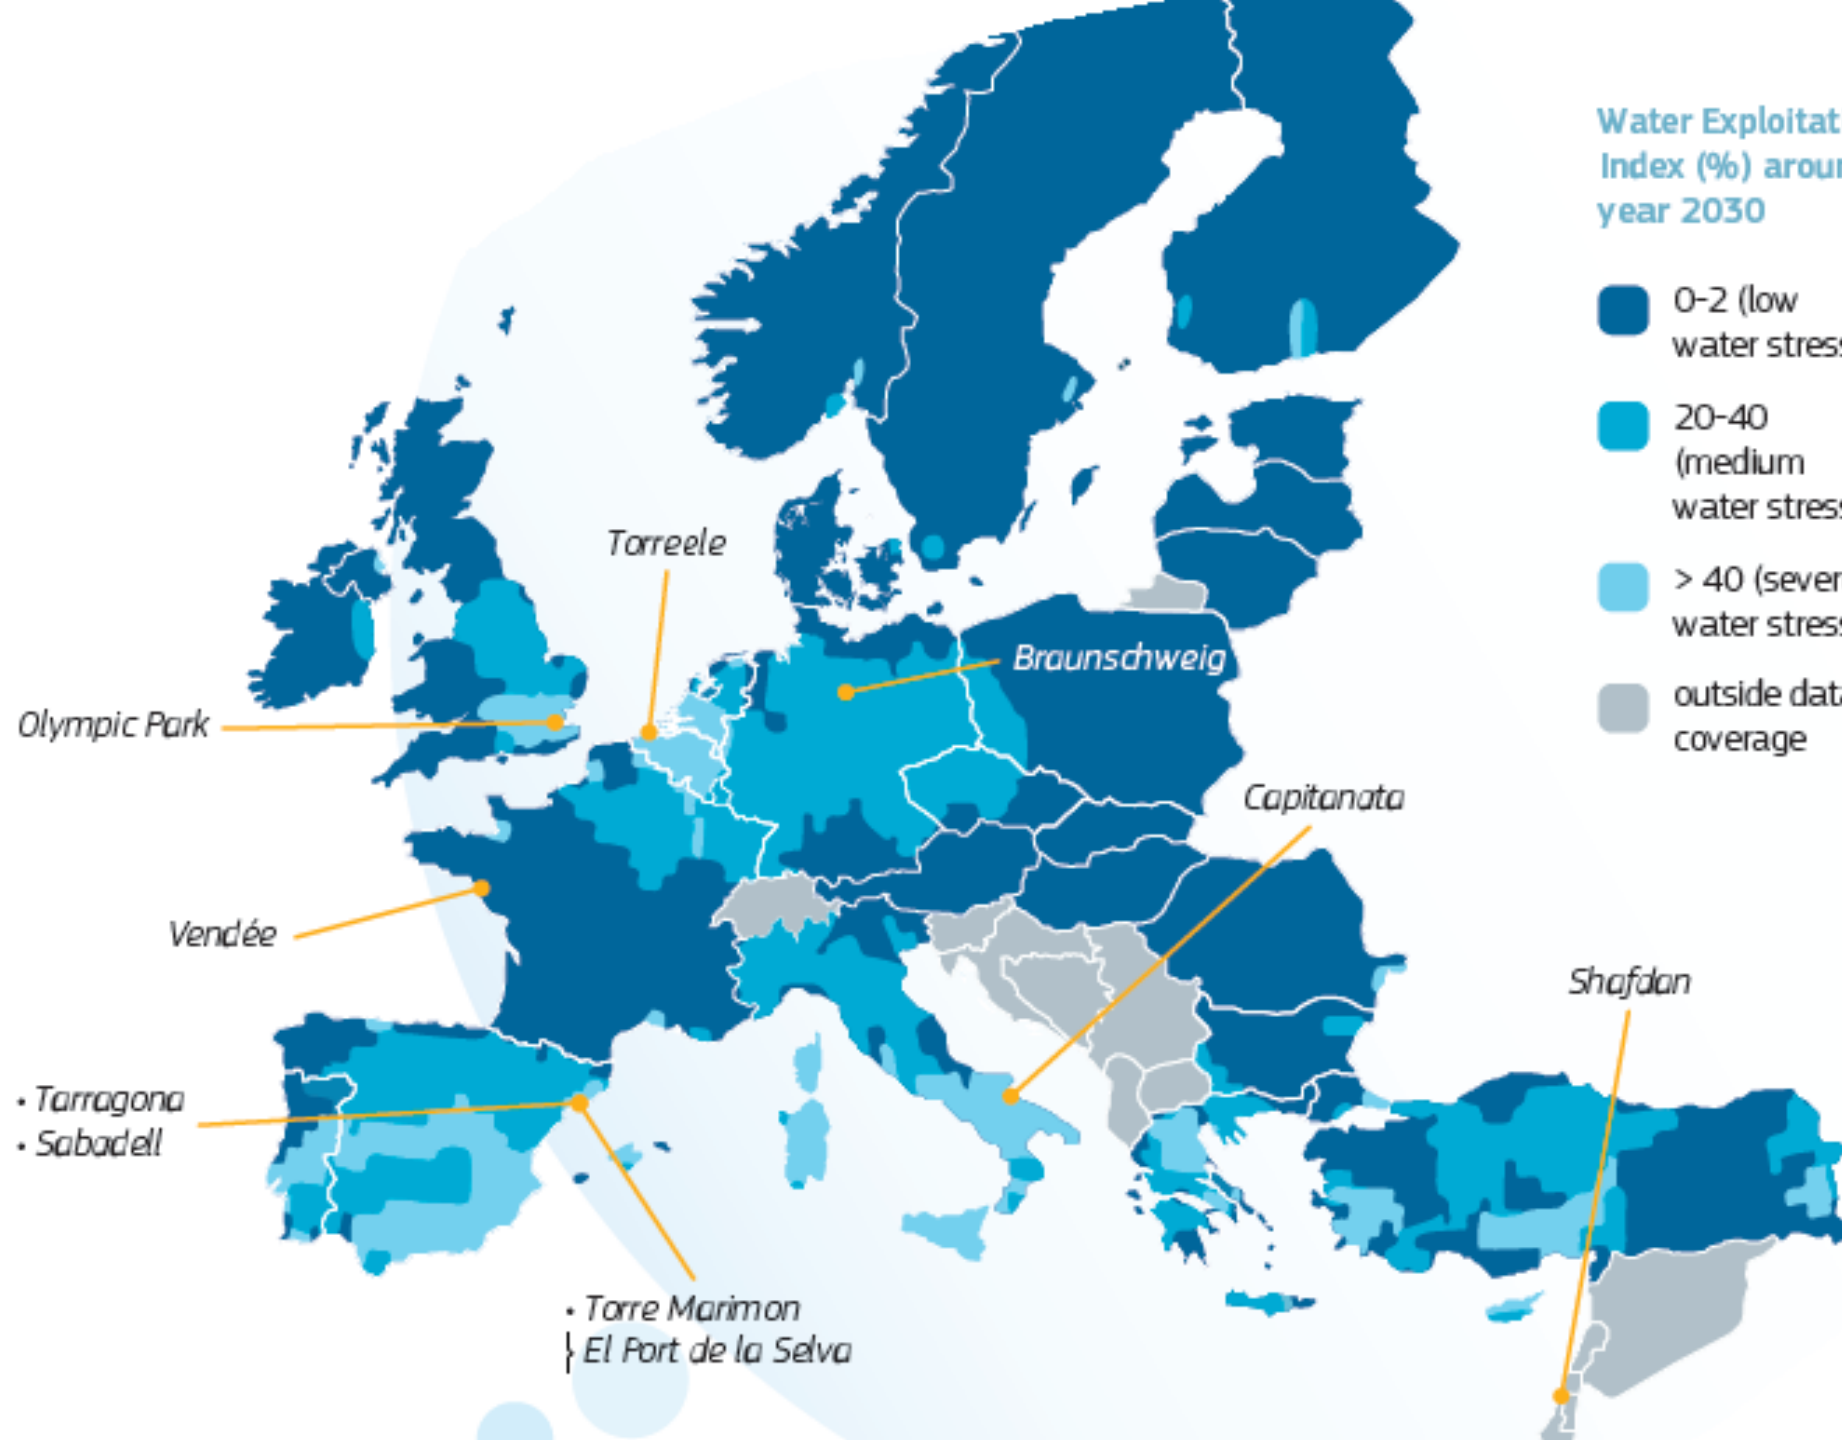 Water Exploitat
Index (%) aroun
year 2030
0-2 (low
water stress
20-40
(medium
water stress
> 40 (sever
water stress
outside data
coverage
Torreele
Braunschweig
Olympic Park
Capitanata
Vendée
Shafdan
• Tarragona
• Sabadell
• Torre Marimon
} El Port de la Selva